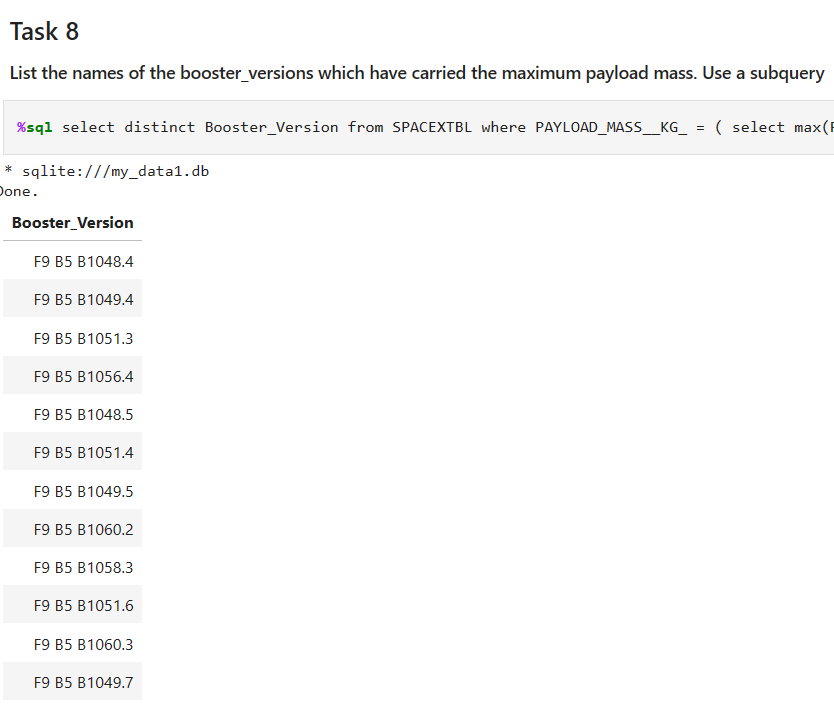 Task 8
List the names of the booster_versions which have carried the maximum payload mass. Use a subquery
%sql select distinct Booster_Version from SPACEXTBL where PAYLOAD_MASS__KG_ = ( select max(
* sqlite:///my_data1.db
Done.
Booster_Version
F9 B5 B1048.4
F9 B5 B1049.4
F9 B5 B1051.3
F9 B5 B1056.4
F9 B5 B1048.5
F9 B5 B1051.4
F9 B5 B1049.5
F9 B5 B1060.2
F9 B5 B1058.3
F9 B5 B1051.6
F9 B5 B1060.3
F9 B5 B1049.7